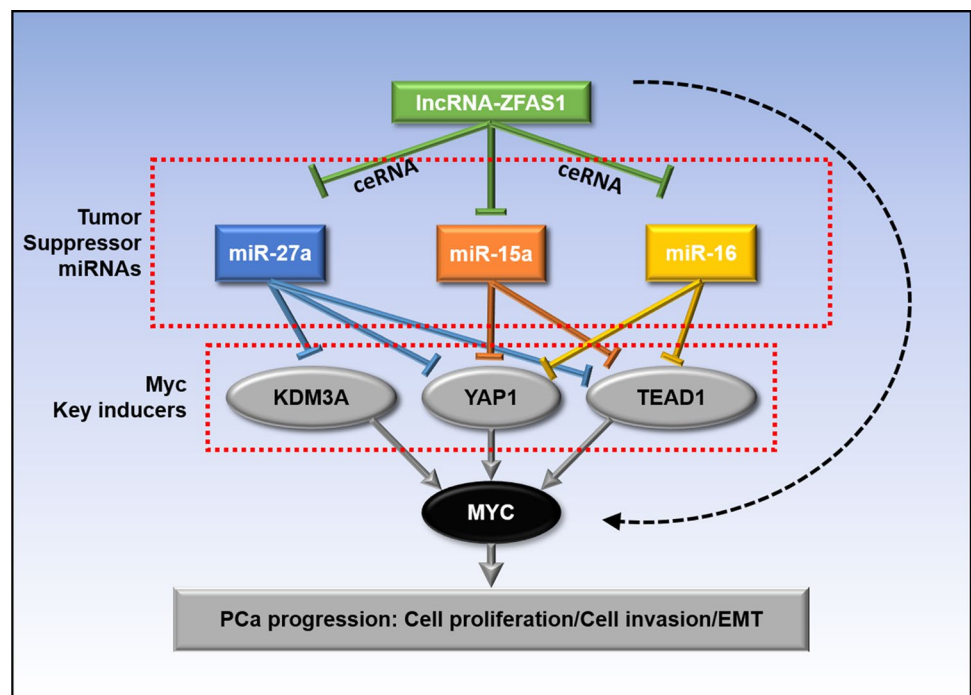 lncRNA-ZFAS1
ceRNA
ceRNA
Tumor
Suppressor
miRNAs
miR-27a
miR-15a
miR-16
Myc
Key inducers
KDM3A
YAP1
TEAD1
MYC
PCa progression: Cell proliferation/Cell invasion/EMT